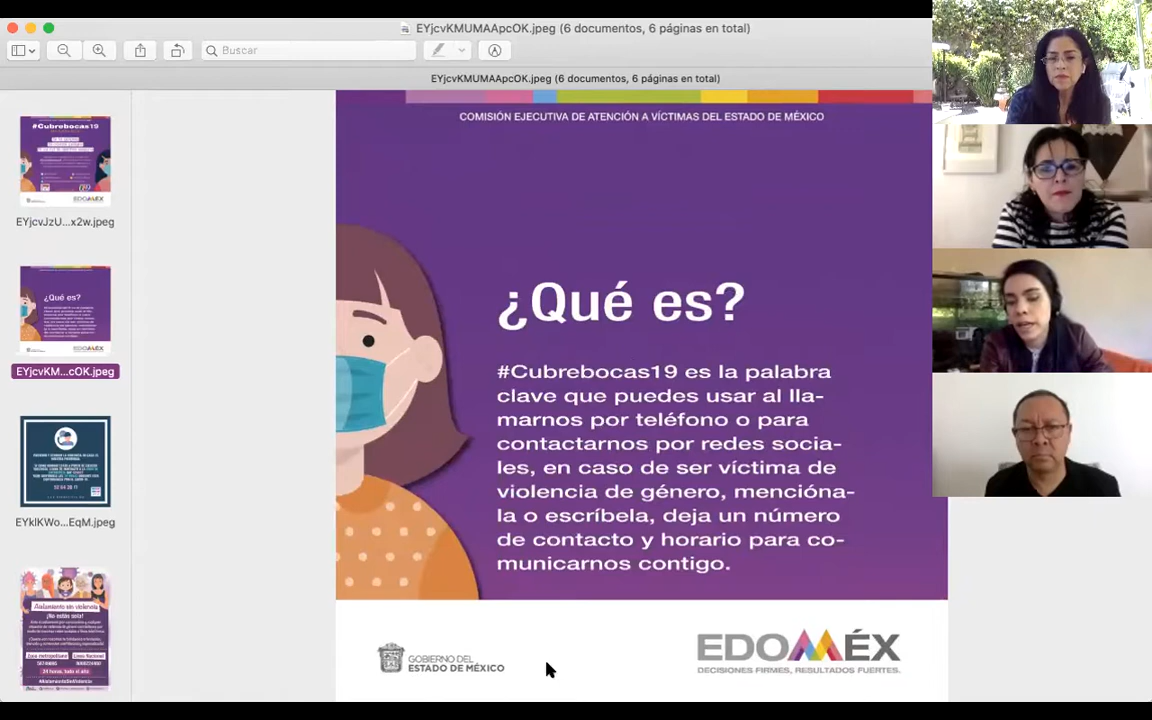 EYjcvKMUMAApcOK.jpeg (6 documentos, 6 páginas en total)
Buscar
EYjcvKMUMAApcOK.jpeg (6 documentos, 6 páginas en total)
#Cubrebocas19
EYjcvJzU...x2w.jpeg
¿Qué es?
EYjcvKM...cOK.jpeg
EYklKWo...EqM.jpeg
Aislamiento sin violencia
¡No estás sola!
COMISIÓN EJECUTIVA DE ATENCIÓN A VÍCTIMAS DEL ESTADO DE MÉXICO
¿Qué es?
#Cubrebocas19 es la palabra
clave que puedes usar al lla-
marnos por teléfono o para
contactarnos por redes socia-
les, en caso de ser víctima de
violencia de género, mencióna-
la o escríbela, deja un número
de contacto y horario para co-
municarnos contigo.
GOBIERNO DEL
ESTADO DE MÉXICO
EDOMÉX
DECISIONES FIRMES, RESULTADOS FUERTES.